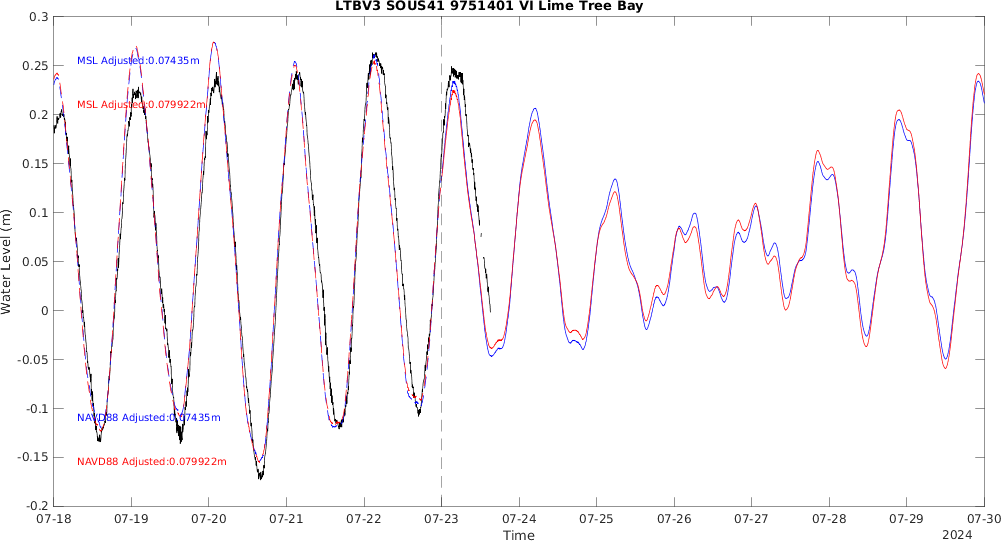 LTBV3 SOUS41 9751401 VI Lime Tree Bay
0.3
0.25
0.2
0.15
0.1
0.05
0
-0.05
-0.1
-0.15
-0.2
Water Level (m)
MSL Adjusted:0.07435m
MSL Adjusted:0.079922m
NAVD88 Adjusted:0.07435m
NAVD88 Adjusted:0.079922m
07-18 07-19 07-20 07-21 07-22 07-23 07-24 07-25 07-26 07-27 07-28 07-29 07-30
Time
2024